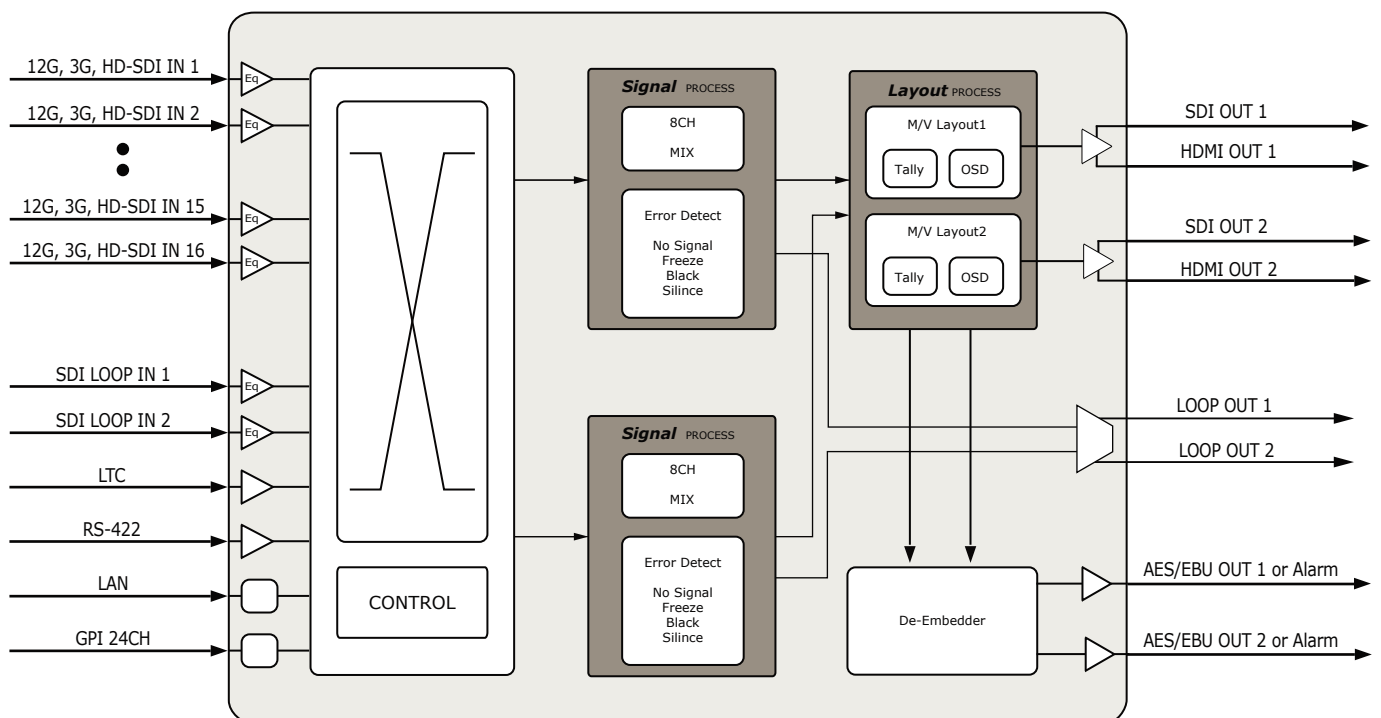 12G, 3G, HD-SDI IN 1
Eq
12G, 3G, HD-SDI IN 2
Eq
12G, 3G, HD-SDI IN 15
Eq
12G, 3G, HD-SDI IN 16
Eq
SDI LOOP IN 1
Eq
SDI LOOP IN 2
Eq
LTC
RS-422
LAN
GPI 24CH
CONTROL
Signal PROCESS
8CH
MIX
Error Detect
No Signal
Freeze
Black
Silince
Signal PROCESS
8CH
MIX
Error Detect
No Signal
Freeze
Black
Silince
Layout PROCESS
M/V Layout1
Tally OSD
M/V Layout2
Tally OSD
De-Embedder
SDI OUT 1
HDMI OUT 1
SDI OUT 2
HDMI OUT 2
LOOP OUT 1
LOOP OUT 2
AES/EBU OUT 1 or Alarm
AES/EBU OUT 2 or Alarm